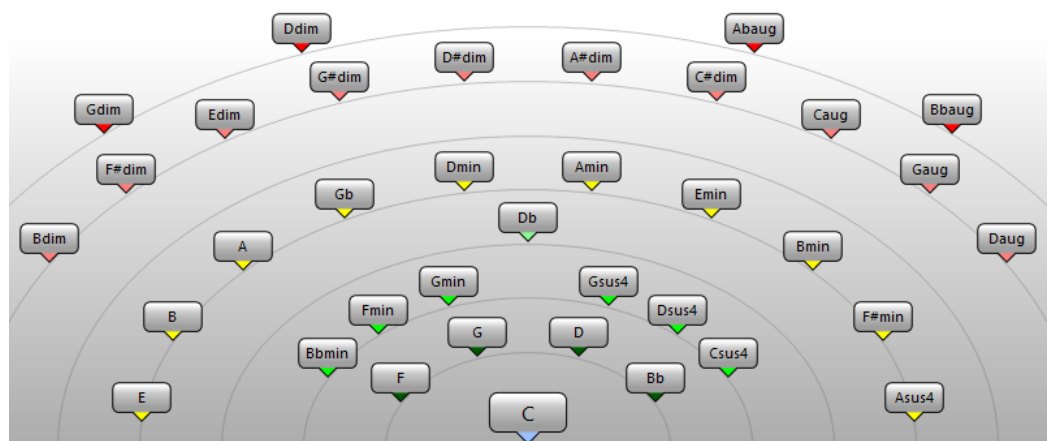 Ddim
Abaug
D#dim
A#dim
G#dim
C#dim
Gdim
Edim
Caug
Bbaug
F#dim
Dmin
Amin
Gaug
Gb
Emin
Db
Bdim
A
Bmin
Daug
Gmin
Gsus4
B
Fmin
Dsus4
F#min
G
D
Bbmin
Csus4
F
Bb
E
Asus4
C